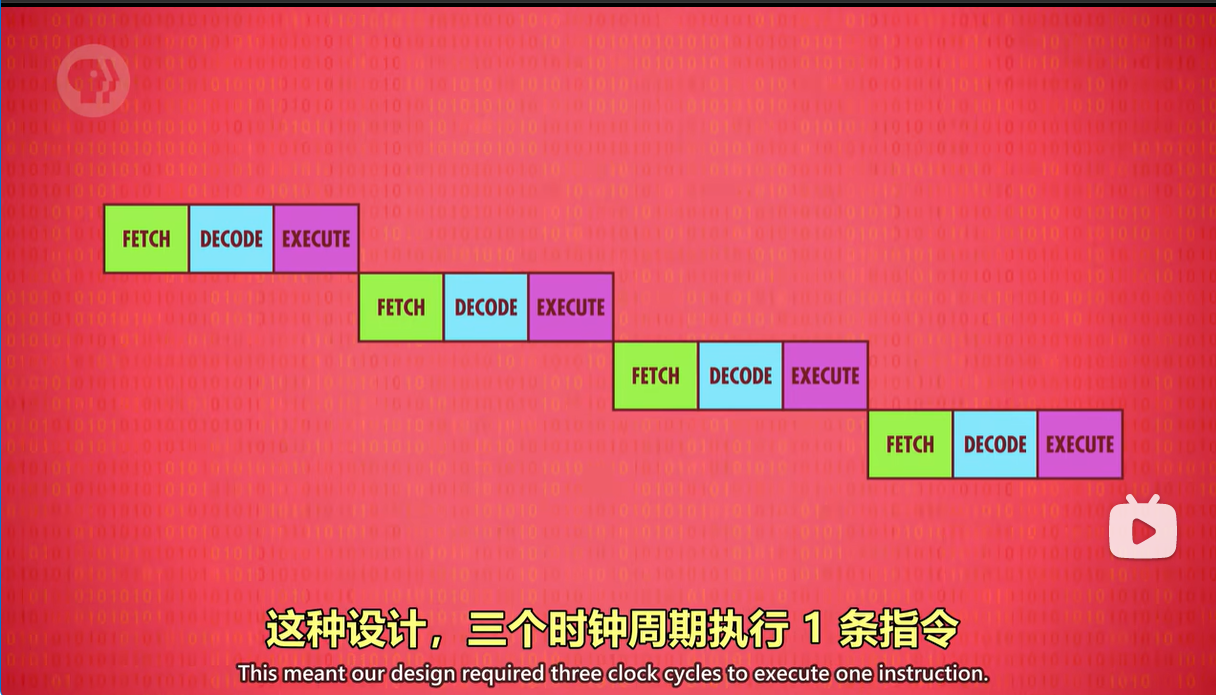 FETCH DECODE EXECUTE
FETCH DECODE EXECUTE
FETCH DECODE EXECUTE
FETCH DECODE EXECUTE
这种设计，三个时钟周期执行 1 条指令
This meant our design required three clock cycles to execute one instruction.